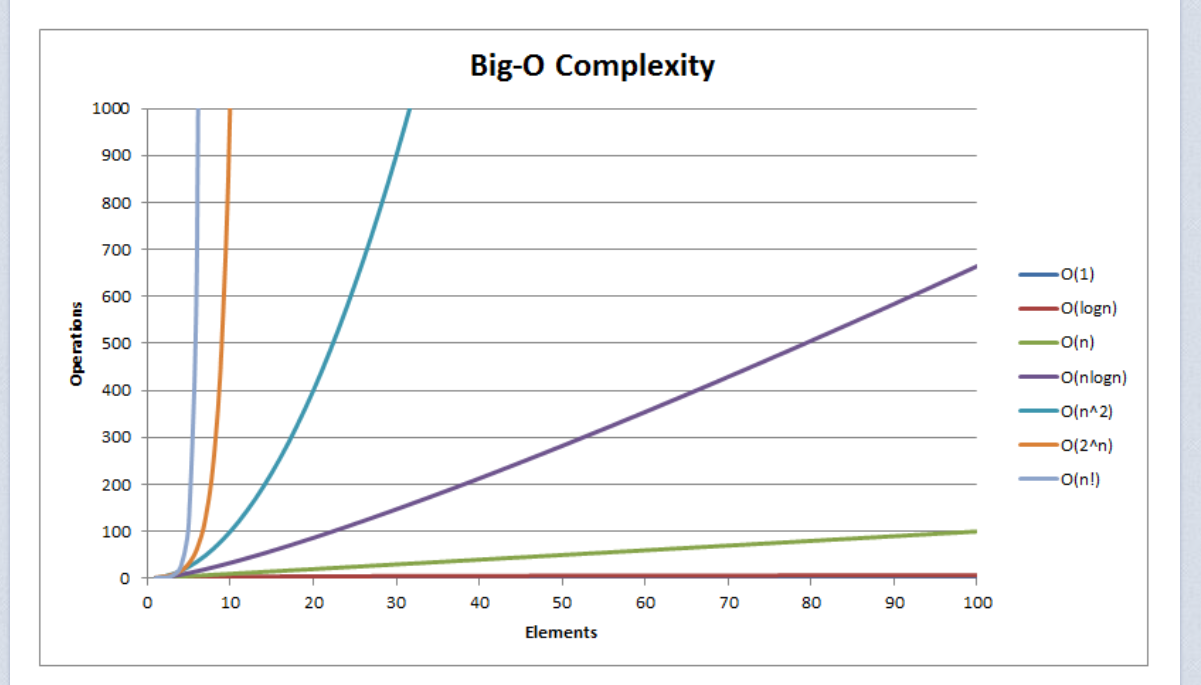 Big-O Complexity
1000
900
800
700
600
500
400
300
200
100
0
Operations
0 10 20 30 40 50 60 70 80 90 100
Elements
O(1)
O(logn)
O(n)
O(nlogn)
O(n^2)
O(2^n)
O(n!)